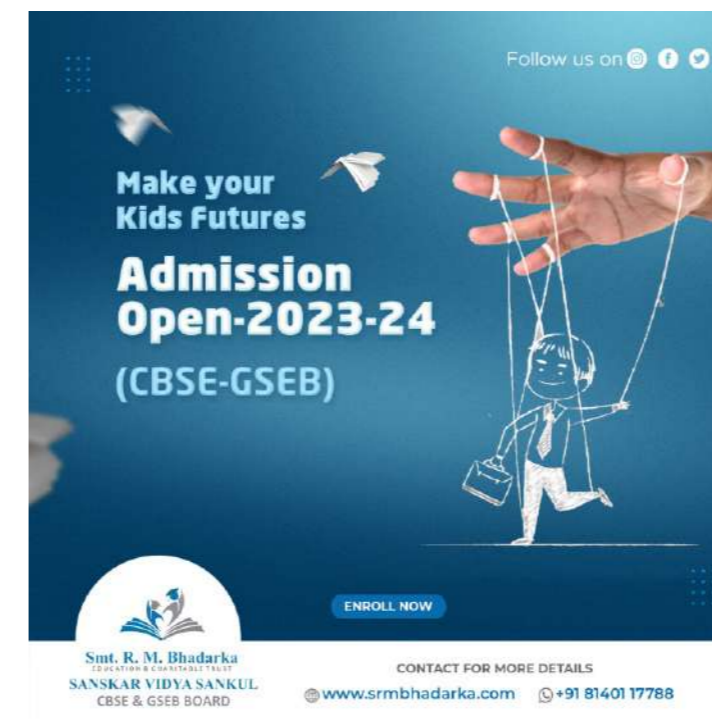 Follow us on
Make your
Kids Futures
Admission
Open-2023-24
(CBSE-GSEB)
ENROLL NOW
Smt. R. M. Bhadarka
EDUCATION & CHARITABLE TRUST
SANSKAR VIDYA SANKUL
CBSE & GSEB BOARD
CONTACT FOR MORE DETAILS
www.srmbhadarka.com +91 81401 17788